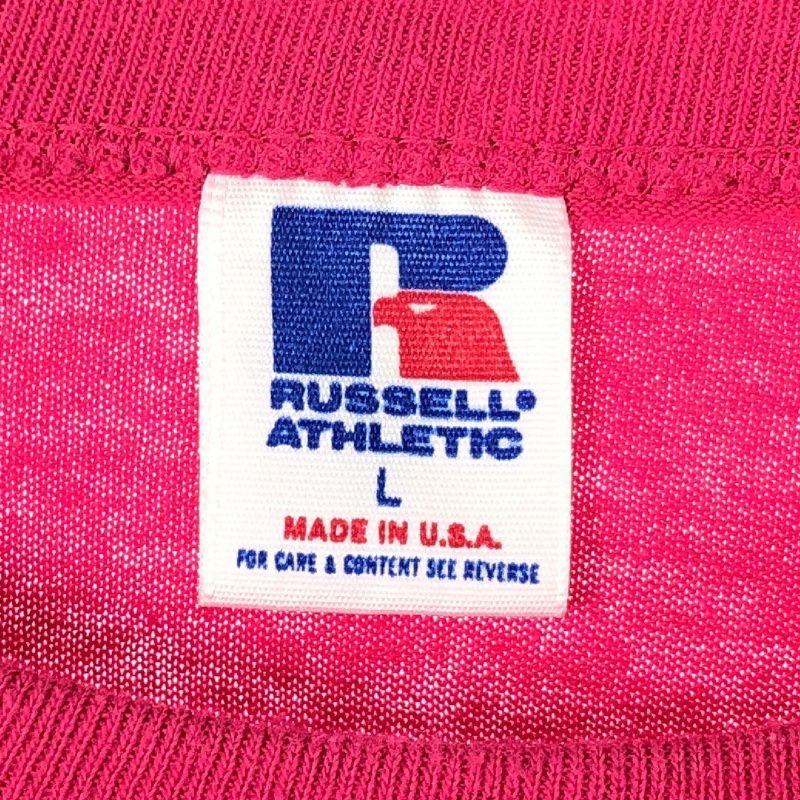 R
RUSSELL®
ATHLETIC
L
MADE IN U.S.A.
FOR CARE & CONTENT SEE REVERSE